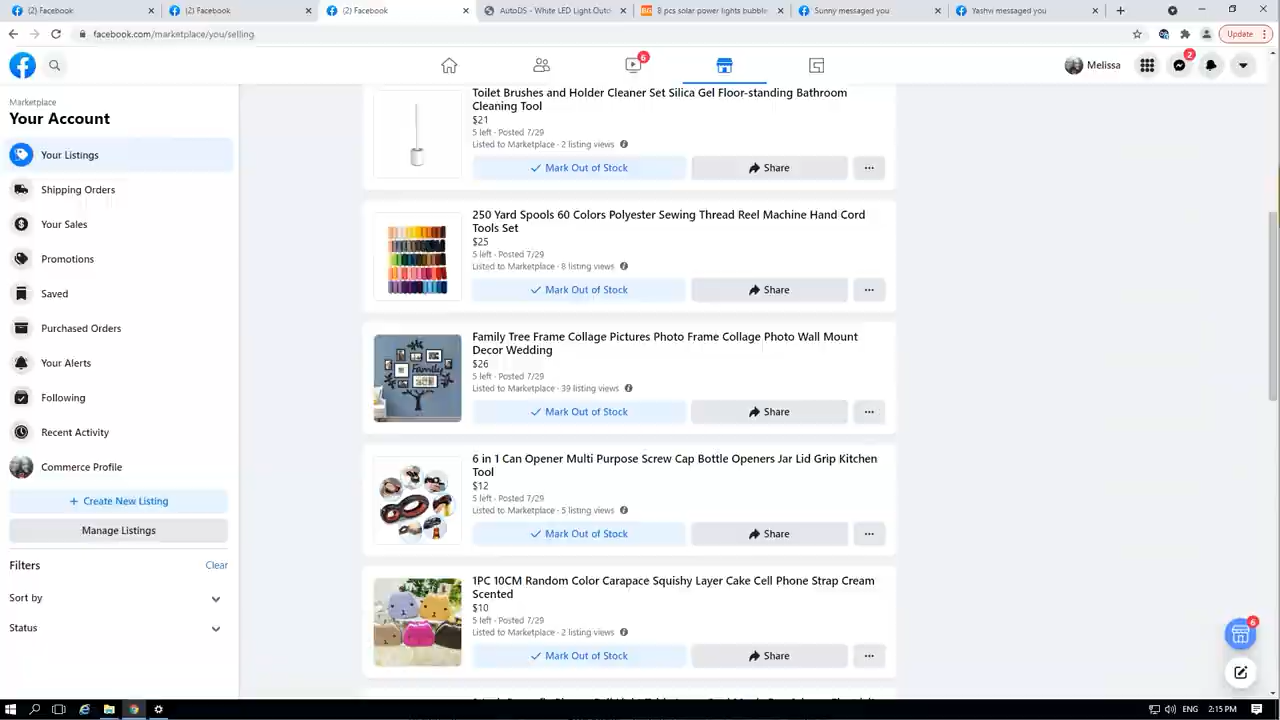 (2) Facebook
(2) Facebook
(2) Facebook
AutoDS - White LED Light Outd
8 pcs solar power lights bubble
Sunny messaged you
Yashvi messaged you
facebook.com/marketplace/you/selling
Update
6
Melissa
2
Marketplace
Your Account
Your Listings
Shipping Orders
Your Sales
Promotions
Saved
Purchased Orders
Your Alerts
Following
Recent Activity
Commerce Profile
+ Create New Listing
Manage Listings
Filters
Clear
Sort by
Status
Toilet Brushes and Holder Cleaner Set Silica Gel Floor-standing Bathroom
Cleaning Tool
$21
5 left · Posted 7/29
Listed to Marketplace · 2 listing views
Mark Out of Stock
Share
250 Yard Spools 60 Colors Polyester Sewing Thread Reel Machine Hand Cord
Tools Set
$25
5 left · Posted 7/29
Listed to Marketplace · 8 listing views
Mark Out of Stock
Share
Family Tree Frame Collage Pictures Photo Frame Collage Photo Wall Mount
Decor Wedding
$26
5 left · Posted 7/29
Listed to Marketplace · 39 listing views
Mark Out of Stock
Share
Family
6 in 1 Can Opener Multi Purpose Screw Cap Bottle Openers Jar Lid Grip Kitchen
Tool
$12
5 left · Posted 7/29
Listed to Marketplace · 5 listing views
Mark Out of Stock
Share
1PC 10CM Random Color Carapace Squishy Layer Cake Cell Phone Strap Cream
Scented
$10
5 left · Posted 7/29
Listed to Marketplace · 2 listing views
Mark Out of Stock
Share
6
ENG
2:15 PM